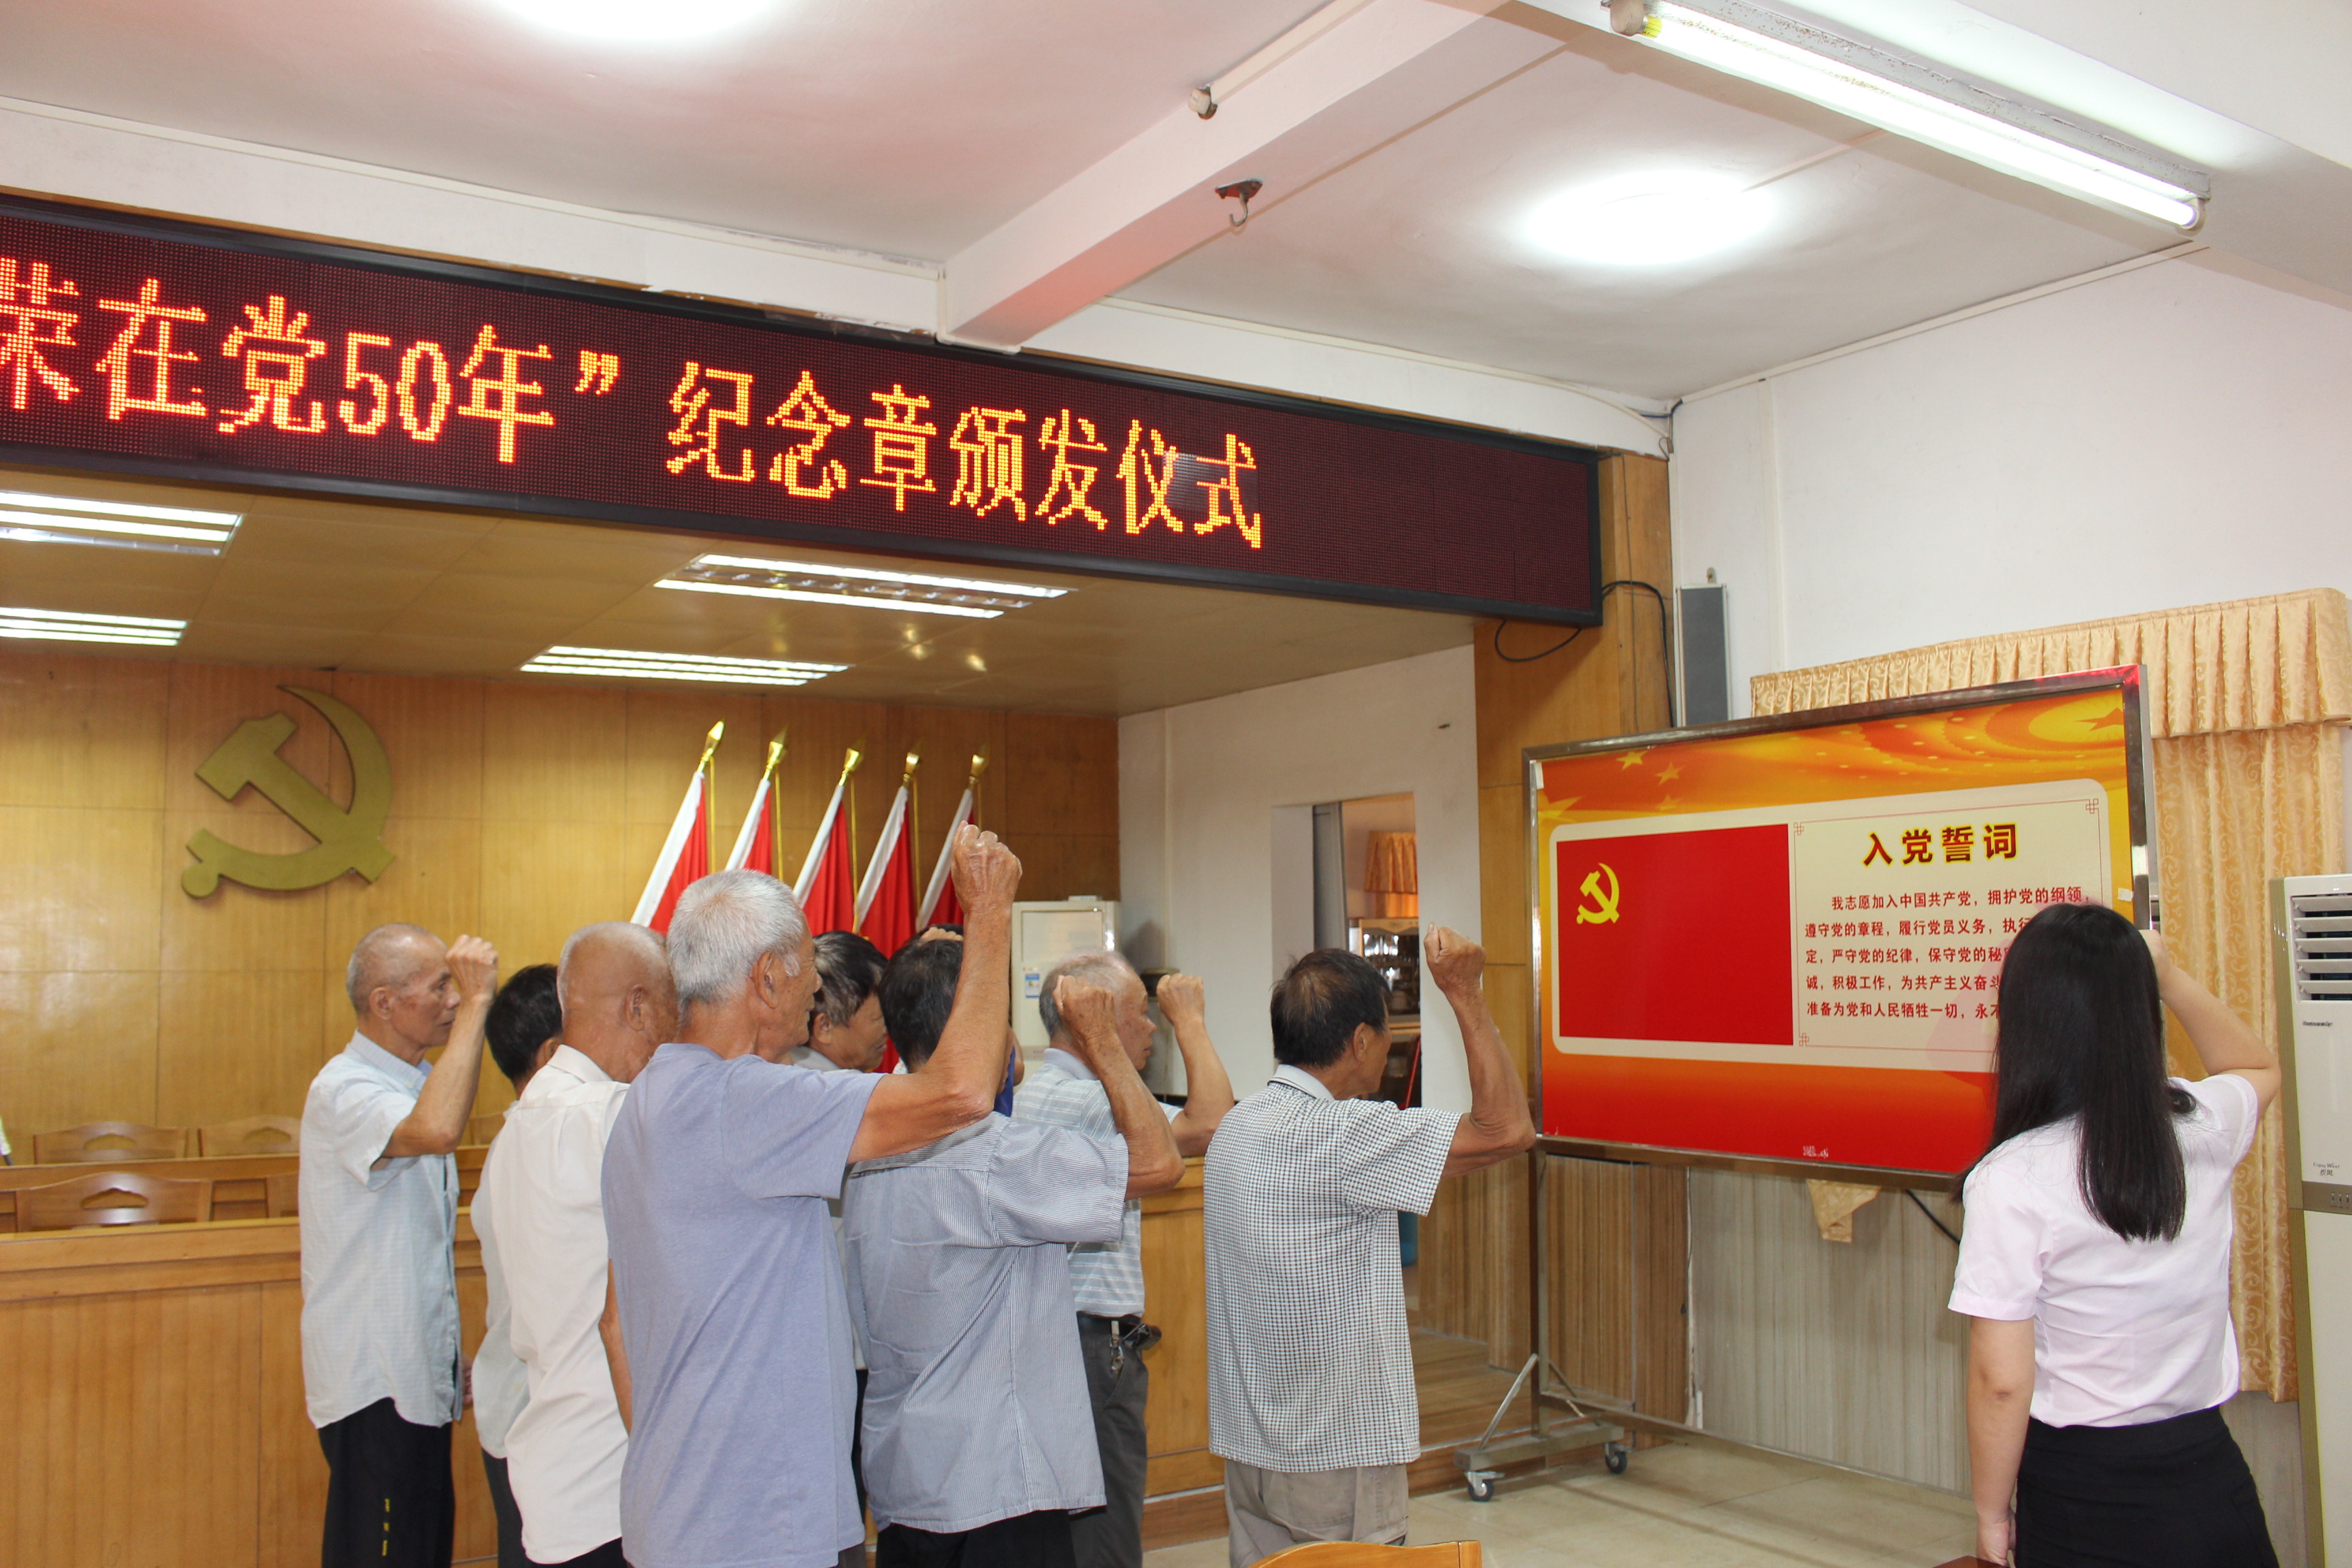 荣在党50年”纪念章颁发仪式
入党誓词
我志愿加入中国共产党，拥护党的纲领，
遵守党的章程，履行党员义务，执行
定，严守党的纪律，保守党的秘
诚，积极工作，为共产主义奋斗
准备为党和人民牺牲一切，永不